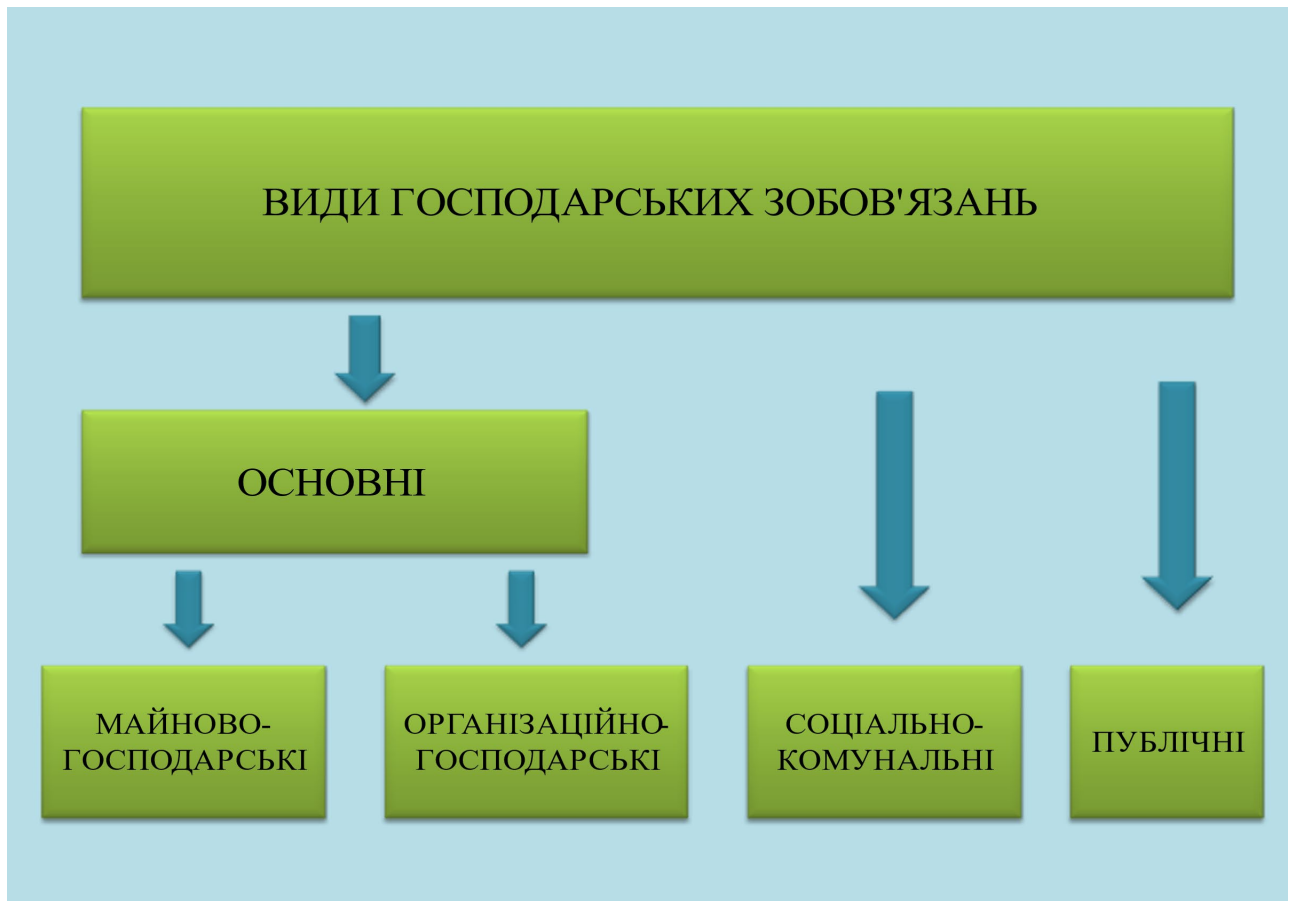 ВИДИ ГОСПОДАРСЬКИХ ЗОБОВ'ЯЗАНЬ
ОСНОВНІ
МАЙНОВО-
ГОСПОДАРСЬКІ
ОРГАНІЗАЦІЙНО-
ГОСПОДАРСЬКІ
СОЦІАЛЬНО-
КОМУНАЛЬНІ
ПУБЛІЧНІ